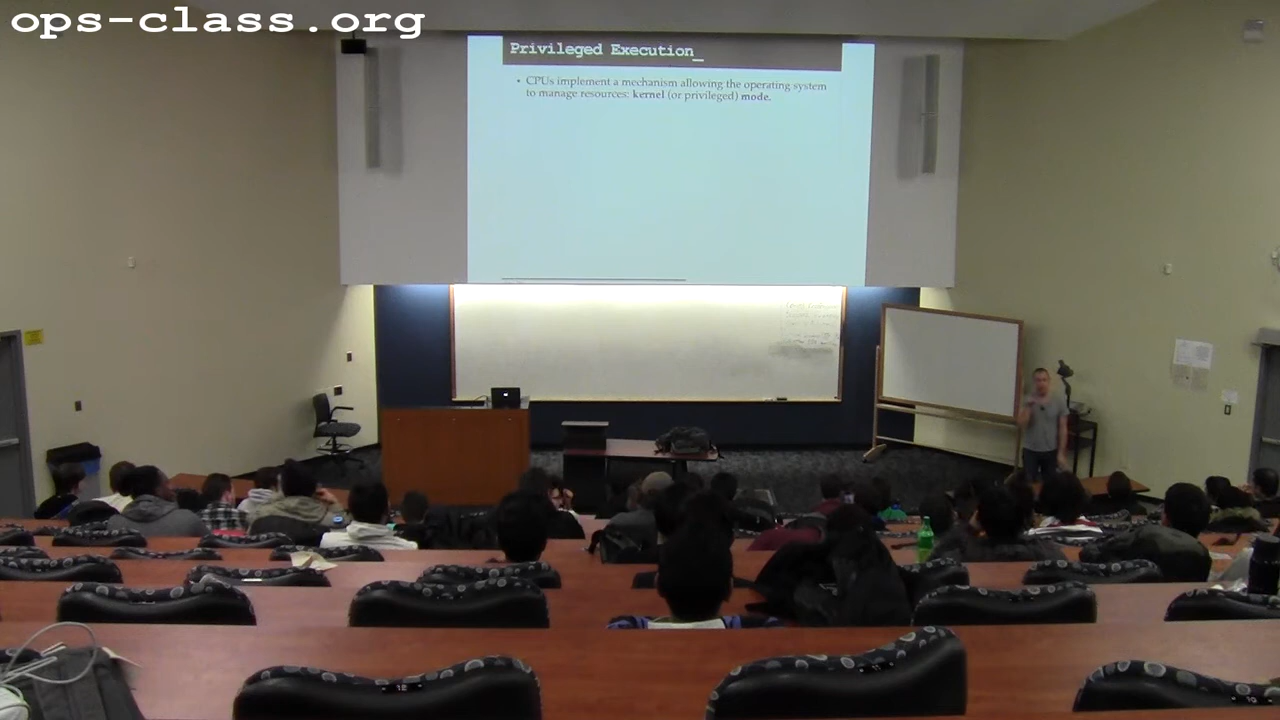 ops-class.org
Privileged Execution_
• CPUs implement a mechanism allowing the operating system
to manage resources: kernel (or privileged) mode.
12